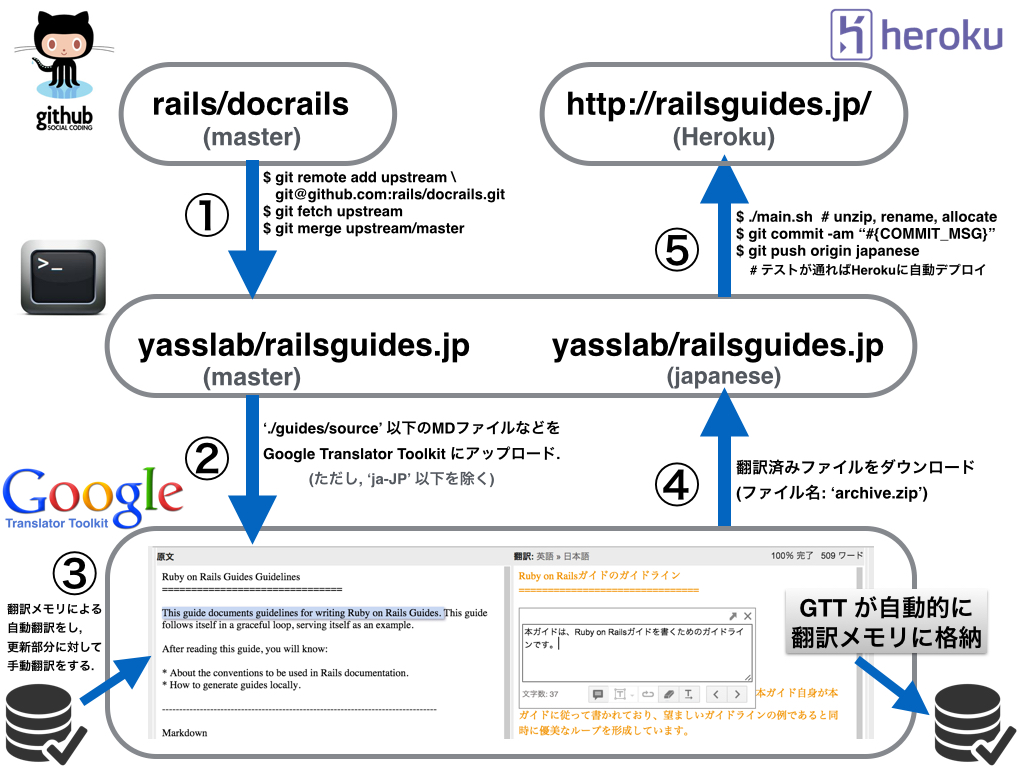 github
SOCIAL CODING
heroku
rails/docrails
(master)
http://railsguides.jp/
(Heroku)
①
$ git remote add upstream \
git@github.com:rails/docrails.git
$ git fetch upstream
$ git merge upstream/master
⑤
$ ./main.sh # unzip, rename, allocate
$ git commit -am “#{COMMIT_MSG}”
$ git push origin japanese
# テストが通ればHerokuに自動デプロイ
>_
yasslab/railsguides.jp
(master)
yasslab/railsguides.jp
(japanese)
②
‘./guides/source’ 以下のMDファイルなどを
Google Translator Toolkit にアップロード.
(ただし, ‘ja-JP’ 以下を除く)
④
翻訳済みファイルをダウンロード
(ファイル名: ‘archive.zip’)
Google
Translator Toolkit
③
翻訳メモリによる
自動翻訳をし,
更新部分に対して
手動翻訳をする.
原文
Ruby on Rails Guides Guidelines
===============================
This guide documents guidelines for writing Ruby on Rails Guides. This guide
follows itself in a graceful loop, serving itself as an example.
After reading this guide, you will know:
* About the conventions to be used in Rails documentation.
* How to generate guides locally.
--------------------------------------------------------------------------------
Markdown
翻訳: 英語 » 日本語
100% 完了 509 ワード
Ruby on Railsガイドのガイドライン
===============================
本ガイドは、Ruby on Railsガイドを書くためのガイドライ
ンです。
文字数: 37
本ガイド自身が本
ガイドに従って書かれており、望ましいガイドラインの例であると同
時に優美なループを形成しています。
GTT が自動的に
翻訳メモリに格納